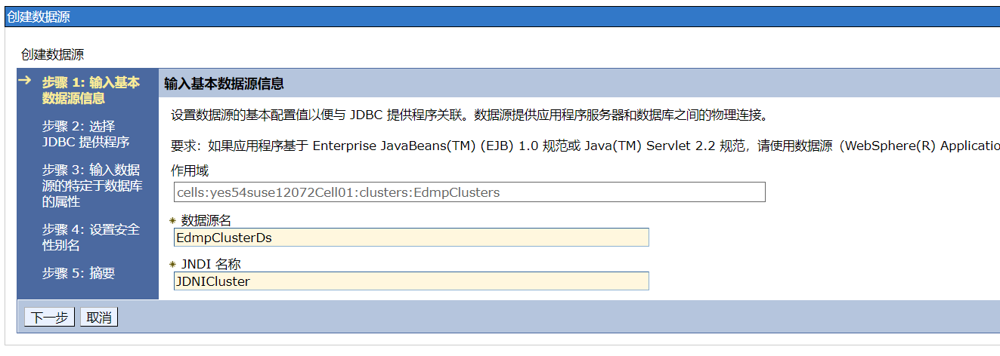 创建数据源
创建数据源
步骤 1: 输入基本
数据源信息
步骤 2：选择
JDBC 提供程序
步骤 3：输入数据
源的特定于数据库
的属性
步骤 4：设置安全
性别名
步骤 5：摘要
输入基本数据源信息
设置数据源的基本配置值以便与 JDBC 提供程序关联。数据源提供应用程序服务器和数据库之间的物理连接。
要求：如果应用程序基于 Enterprise JavaBeans(TM) (EJB) 1.0 规范或 Java(TM) Servlet 2.2 规范，请使用数据源（WebSphere(R) Applicatio
作用域
cells:yes54suse12072Cell01:clusters:EdmpClusters
数据源名
EdmpClusterDs
JNDI 名称
JDNICluster
下一步 取消